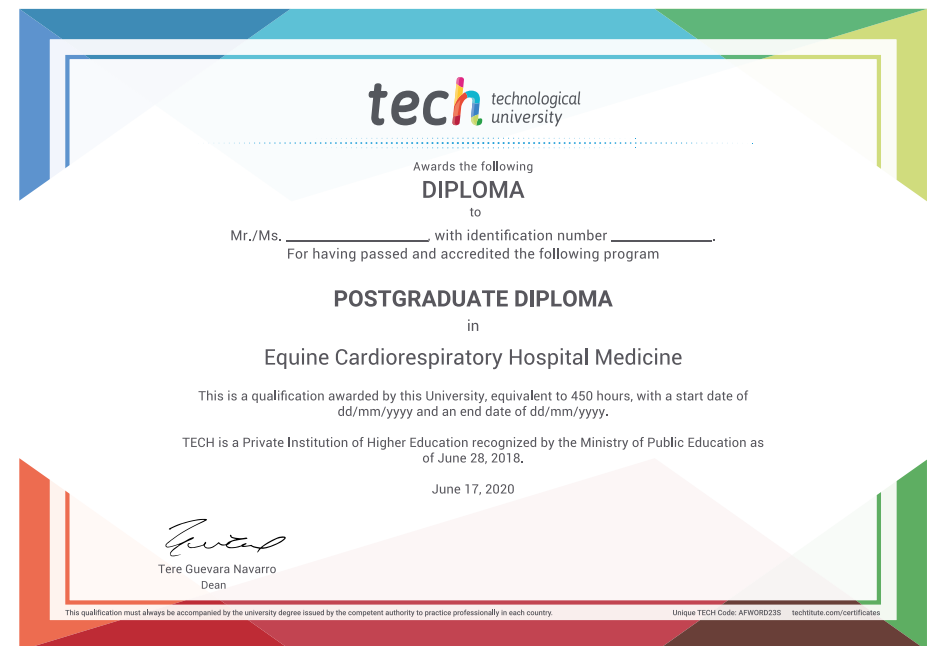 tech technological
university
Awards the following
DIPLOMA
to
Mr./Ms. ________________, with identification number ___________.
For having passed and accredited the following program
POSTGRADUATE DIPLOMA
in
Equine Cardiorespiratory Hospital Medicine
This is a qualification awarded by this University, equivalent to 450 hours, with a start date of
dd/mm/yyyy and an end date of dd/mm/yyyy.
TECH is a Private Institution of Higher Education recognized by the Ministry of Public Education as
of June 28, 2018.
June 17, 2020
Tere Guevara Navarro
Dean
This qualification must always be accompanied by the university degree issued by the competent authority to practice professionally in each country.
Unique TECH Code: AFWORD23S techtitute.com/certificates